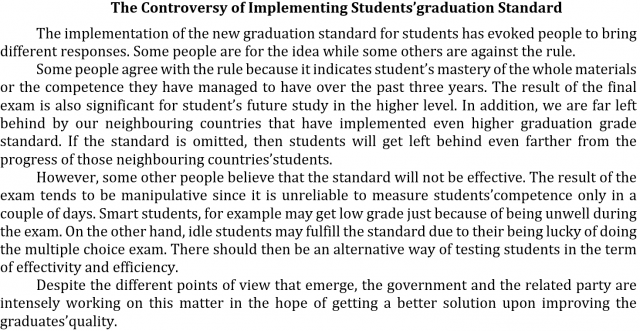 The Controversy of Implementing Students'graduation Standard
The implementation of the new graduation standard for students has evoked people to bring
different responses. Some people are for the idea while some others are against the rule.
Some people agree with the rule because it indicates student's mastery of the whole materials
or the competence they have managed to have over the past three years. The result of the final
exam is also significant for student's future study in the higher level. In addition, we are far left
behind by our neighbouring countries that have implemented even higher graduation grade
standard. If the standard is omitted, then students will get left behind even farther from the
progress of those neighbouring countries'students.
However, some other people believe that the standard will not be effective. The result of the
exam tends to be manipulative since it is unreliable to measure students'competence only in a
couple of days. Smart students, for example may get low grade just because of being unwell during
the exam. On the other hand, idle students may fulfill the standard due to their being lucky of doing
the multiple choice exam. There should then be an alternative way of testing students in the term
of effectivity and efficiency.
Despite the different points of view that emerge, the government and the related party are
intensely working on this matter in the hope of getting a better solution upon improving the
graduates'quality.